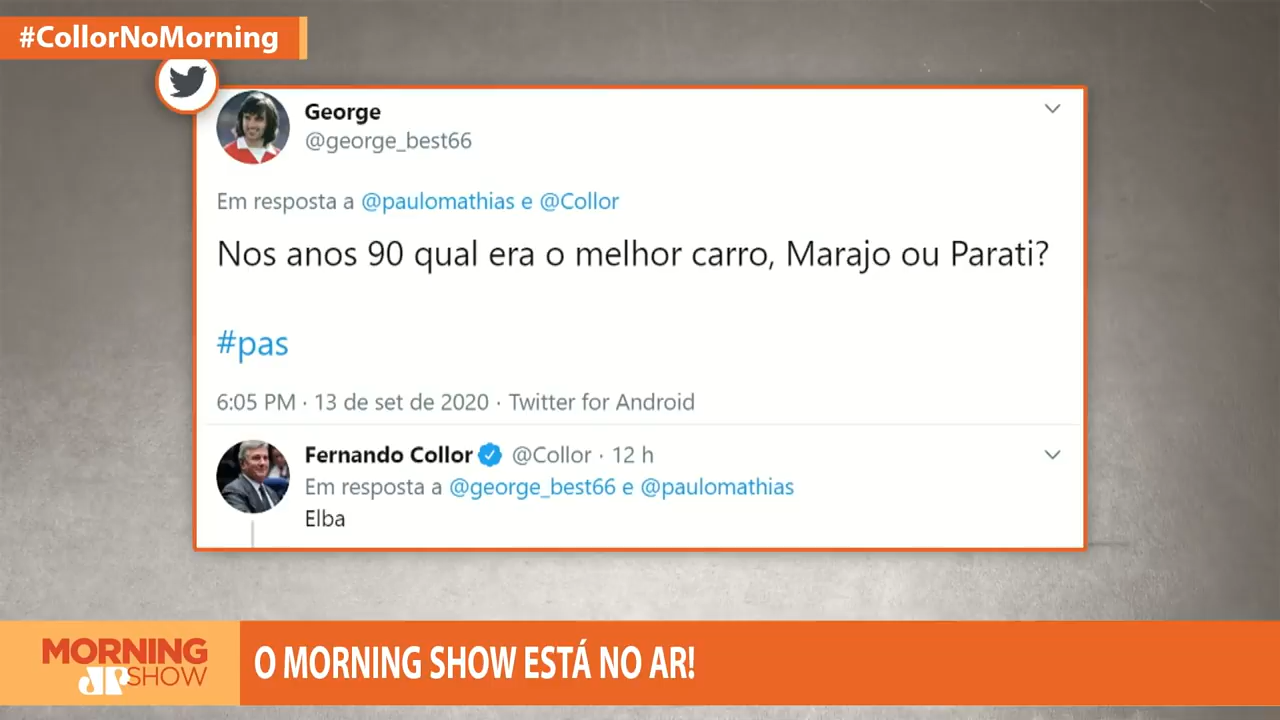 #CollorNoMorning
George
@george_best66
Em resposta a @paulomathias e @Collor
Nos anos 90 qual era o melhor carro, Marajo ou Parati?
#pas
6:05 PM · 13 de set de 2020 · Twitter for Android
Fernando Collor @Collor · 12 h
Em resposta a @george_best66 e @paulomathias
Elba
MORNING
JP SHOW
O MORNING SHOW ESTÁ NO AR!